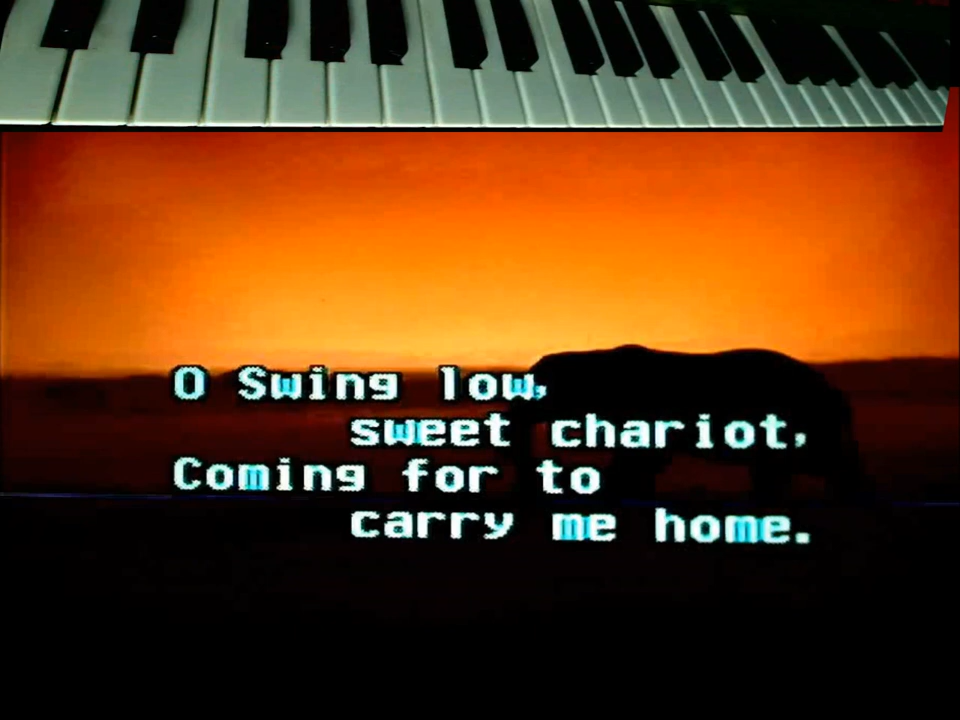 O Swing low,
sweet chariot,
Coming for to
carry me home.